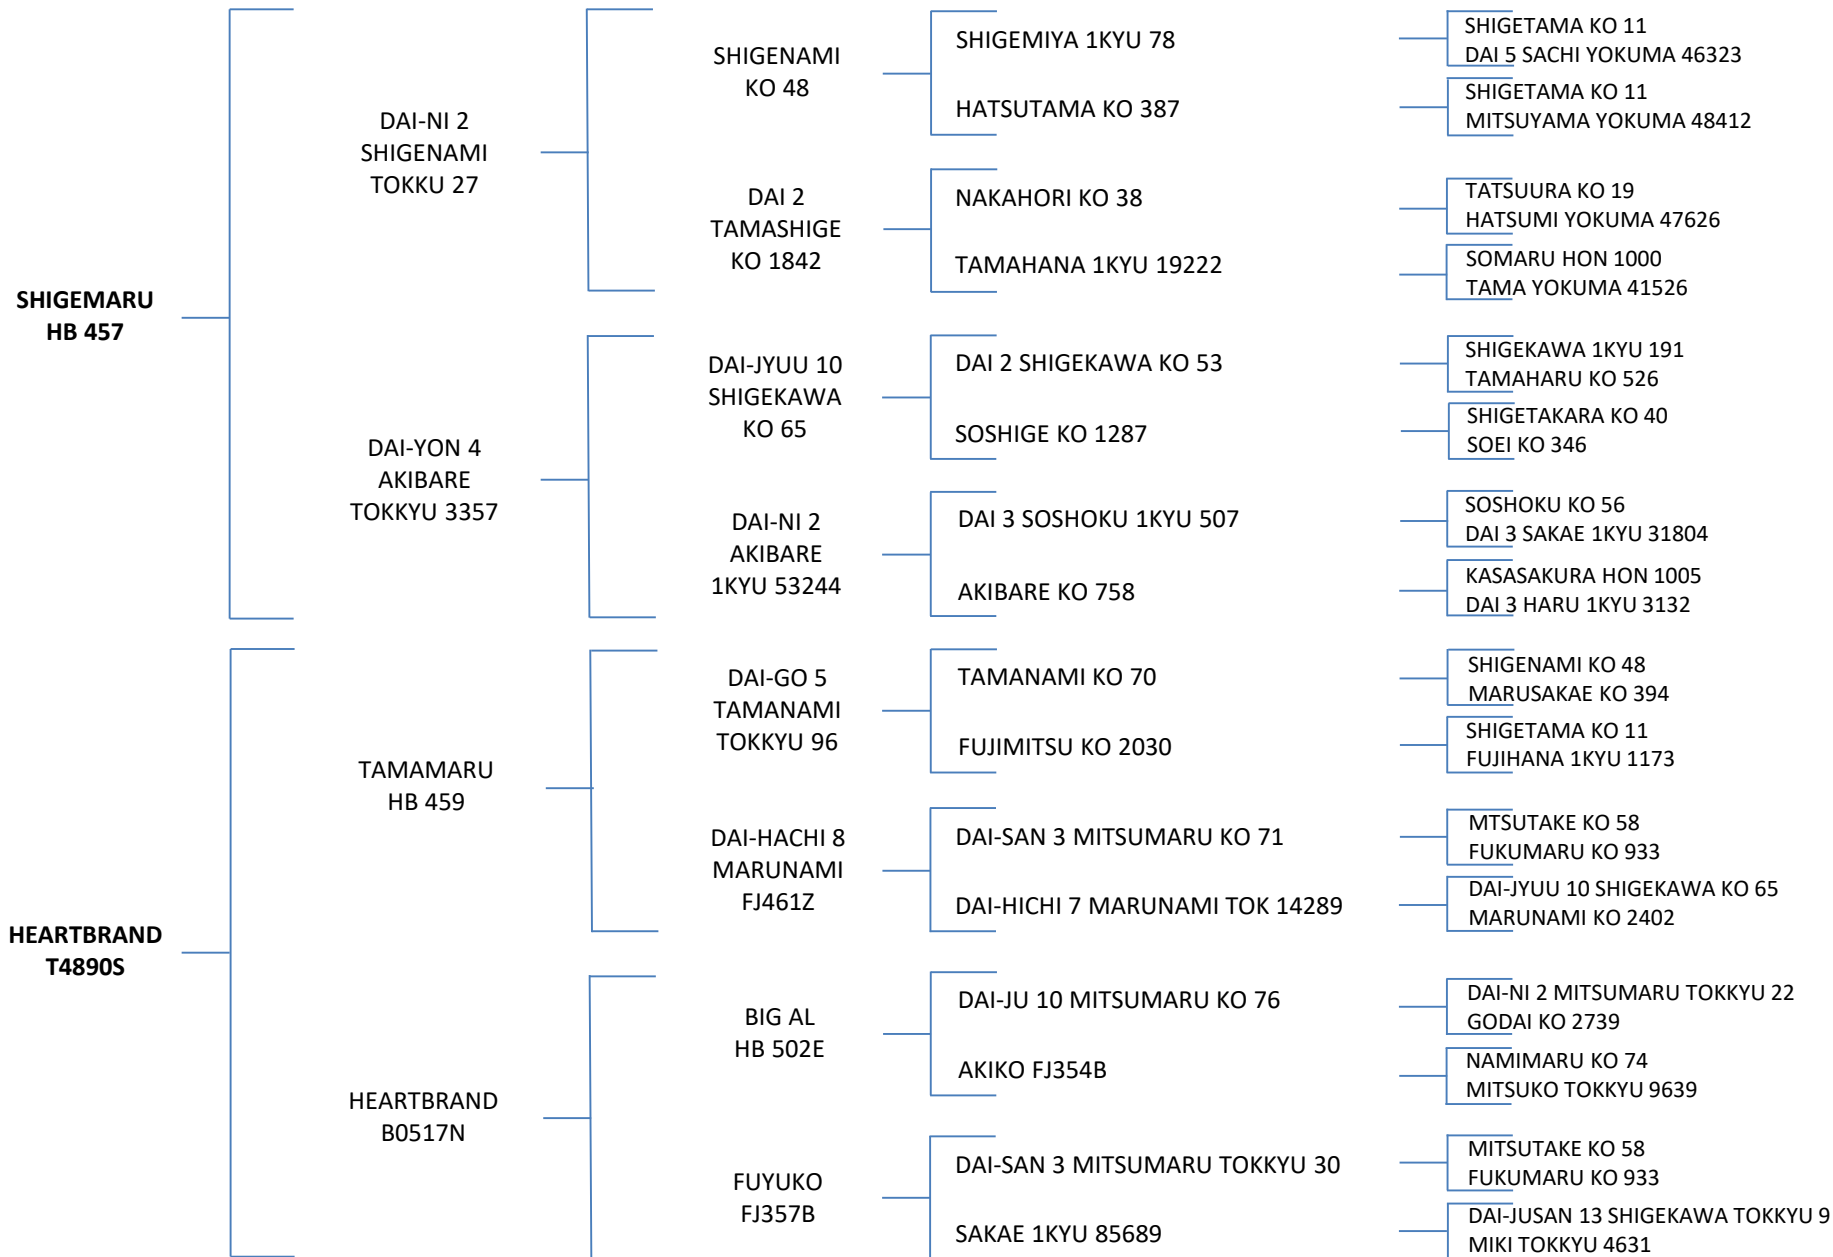 SHIGEMARU
HB 457
DAI-NI 2
SHIGENAMI
TOKKU 27
SHIGENAMI
KO 48
SHIGEMIYA 1KYU 78
SHIGETAMA KO 11
DAI 5 SACHI YOKUMA 46323
HATSUTAMA KO 387
SHIGETAMA KO 11
MITSUYAMA YOKUMA 48412
DAI 2
TAMASHIGE
KO 1842
NAKAHORI KO 38
TATSUURA KO 19
HATSUMI YOKUMA 47626
TAMAHANA 1KYU 19222
SOMARU HON 1000
TAMA YOKUMA 41526
DAI-YON 4
AKIBARE
TOKKYU 3357
DAI-JYUU 10
SHIGEKAWA
KO 65
DAI 2 SHIGEKAWA KO 53
SHIGEKAWA 1KYU 191
TAMAHARU KO 526
SOSHIGE KO 1287
SHIGETAKARA KO 40
SOEI KO 346
DAI-NI 2
AKIBARE
1KYU 53244
DAI 3 SOSHOKU 1KYU 507
SOSHOKU KO 56
DAI 3 SAKAE 1KYU 31804
AKIBARE KO 758
KASASAKURA HON 1005
DAI 3 HARU 1KYU 3132
HEARTBRAND
T4890S
TAMAMARU
HB 459
DAI-GO 5
TAMANAMI
TOKKYU 96
TAMANAMI KO 70
SHIGENAMI KO 48
MARUSAKAE KO 394
FUJIMITSU KO 2030
SHIGETAMA KO 11
FUJIHANA 1KYU 1173
DAI-HACHI 8
MARUNAMI
FJ461Z
DAI-SAN 3 MITSUMARU KO 71
MTSUTAKE KO 58
FUKUMARU KO 933
DAI-HICHI 7 MARUNAMI TOK 14289
DAI-JYUU 10 SHIGEKAWA KO 65
MARUNAMI KO 2402
HEARTBRAND
B0517N
BIG AL
HB 502E
DAI-JU 10 MITSUMARU KO 76
DAI-NI 2 MITSUMARU TOKKYU 22
GODAI KO 2739
AKIKO FJ354B
NAMIMARU KO 74
MITSUKO TOKKYU 9639
FUYUKO
FJ357B
DAI-SAN 3 MITSUMARU TOKKYU 30
MITSUTAKE KO 58
FUKUMARU KO 933
SAKAE 1KYU 85689
DAI-JUSAN 13 SHIGEKAWA TOKKYU 9
MIKI TOKKYU 4631